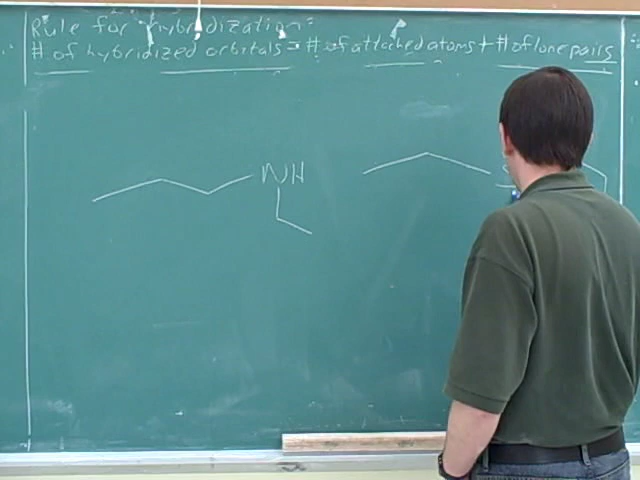 Rule for hybridization:
# of hybridized orbitals = # of attached atoms + # of lone pairs
NH